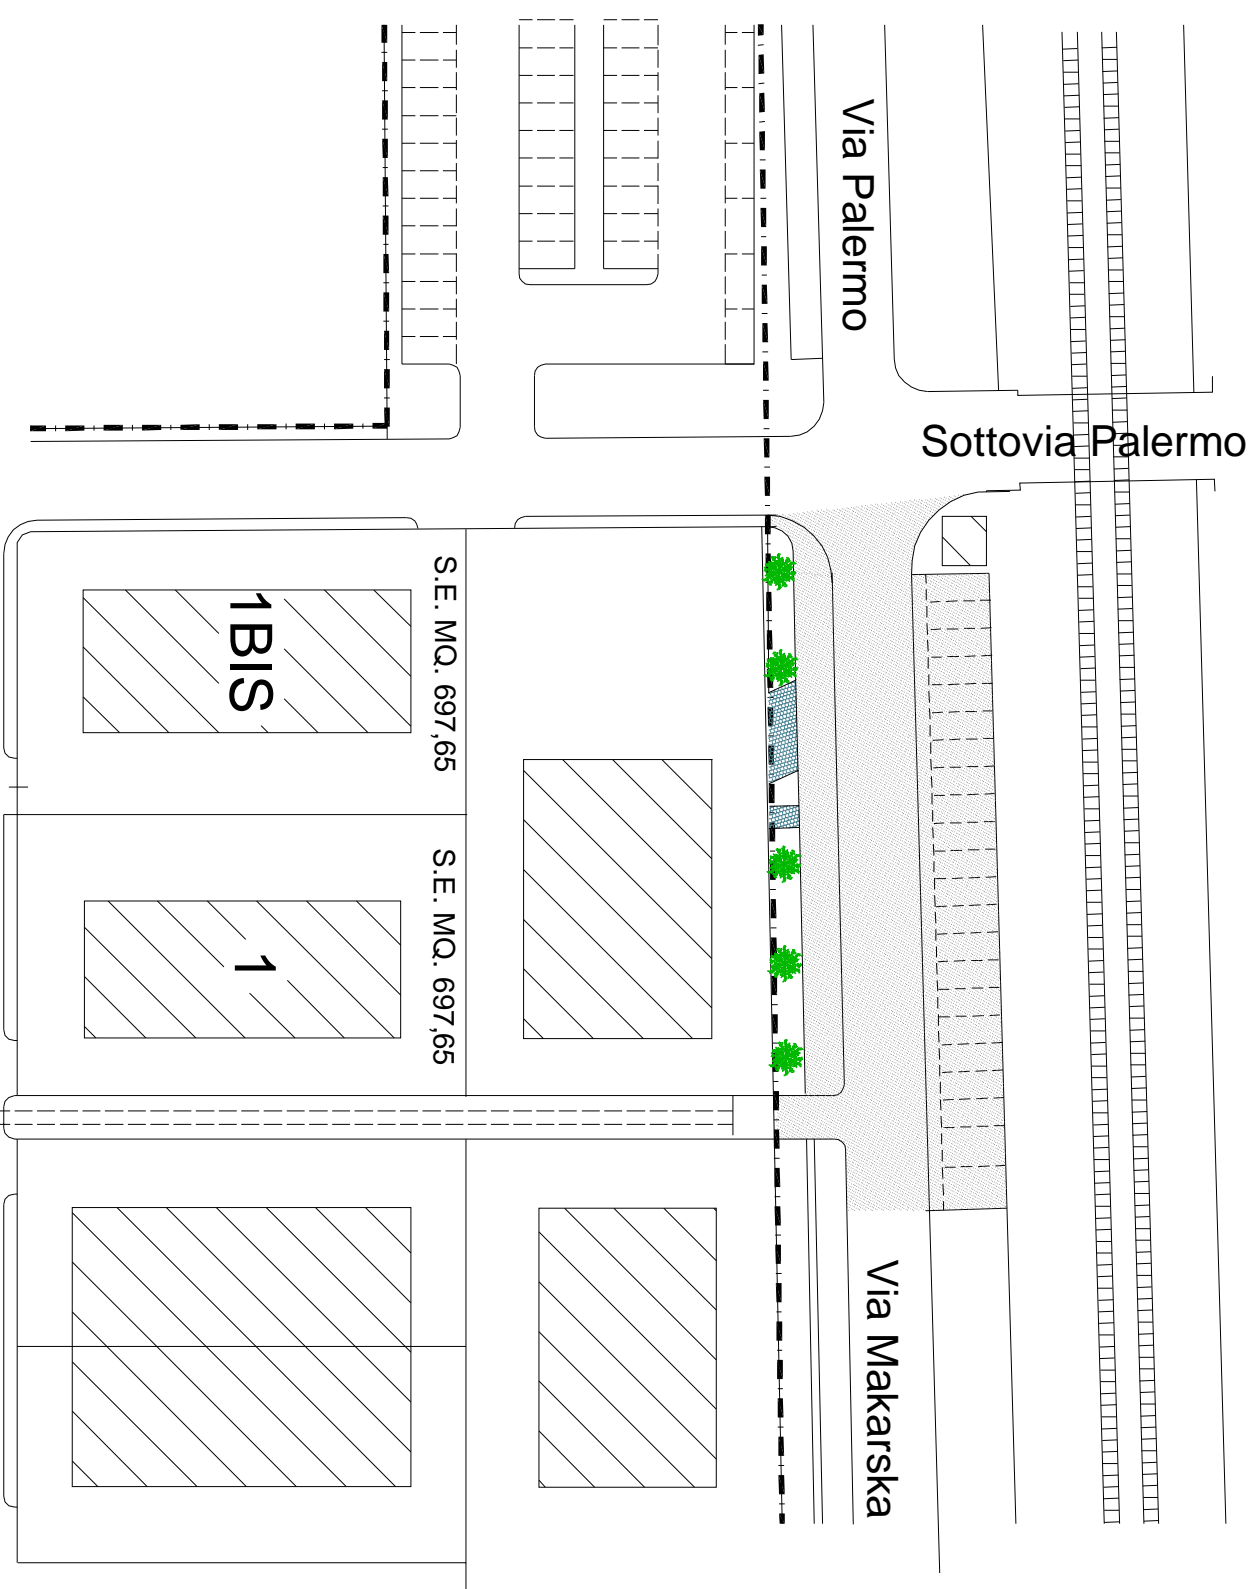 Via Palermo
Sottovia Palermo
1BIS
S.E. MQ. 697,65
1
S.E. MQ. 697,65
Via Makarska